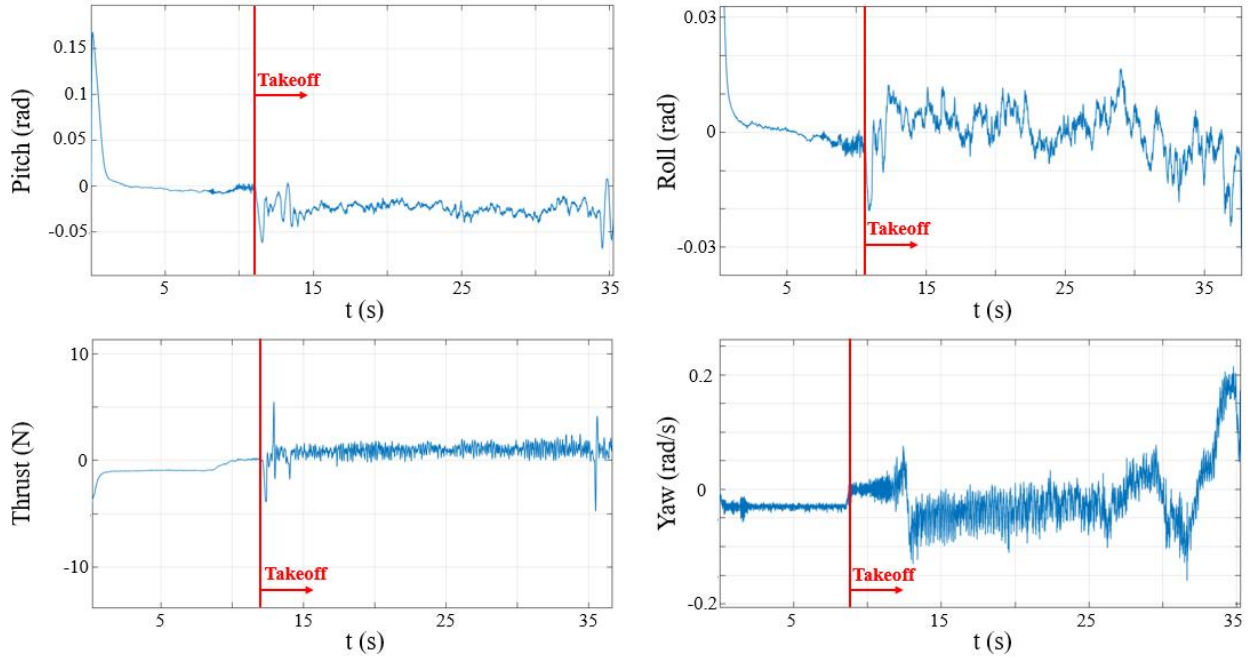 Pitch (rad)
0.15
0.1
0.05
0
-0.05
Takeoff
5
15
25
35
t (s)
Roll (rad)
0.03
0
-0.03
Takeoff
5
15
25
35
t (s)
Thrust (N)
10
0
-10
Takeoff
5
15
25
35
t (s)
Yaw (rad/s)
0.2
0
-0.2
Takeoff
5
15
25
35
t (s)